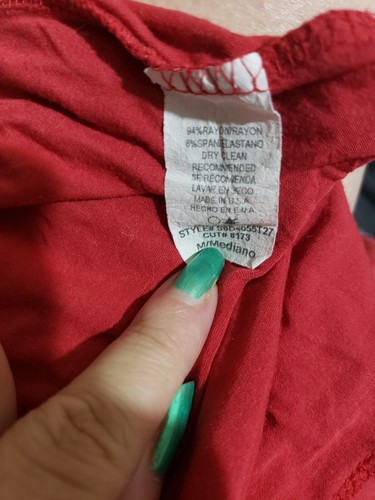 94%RAYON/RAYON
6%SPAN/ELASTANO
DRY CLEAN
RECOMMENDED
SE RECOMIENDA
LAVAR EN SECO
MADE IN U.S.A
HECHO EN E.U.A
CUT# 8173
M/Mediano